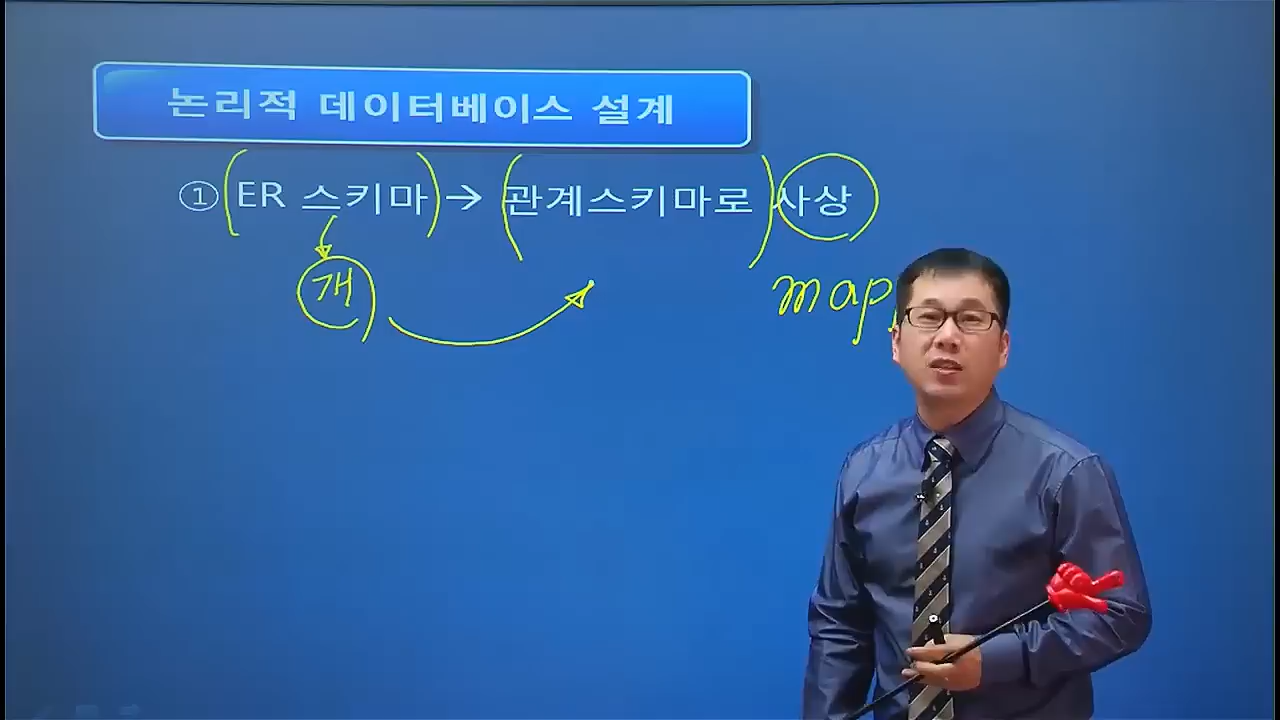 논리적 데이터베이스 설계
① (ER 스키마) → (관계스키마로) 사상
개
map